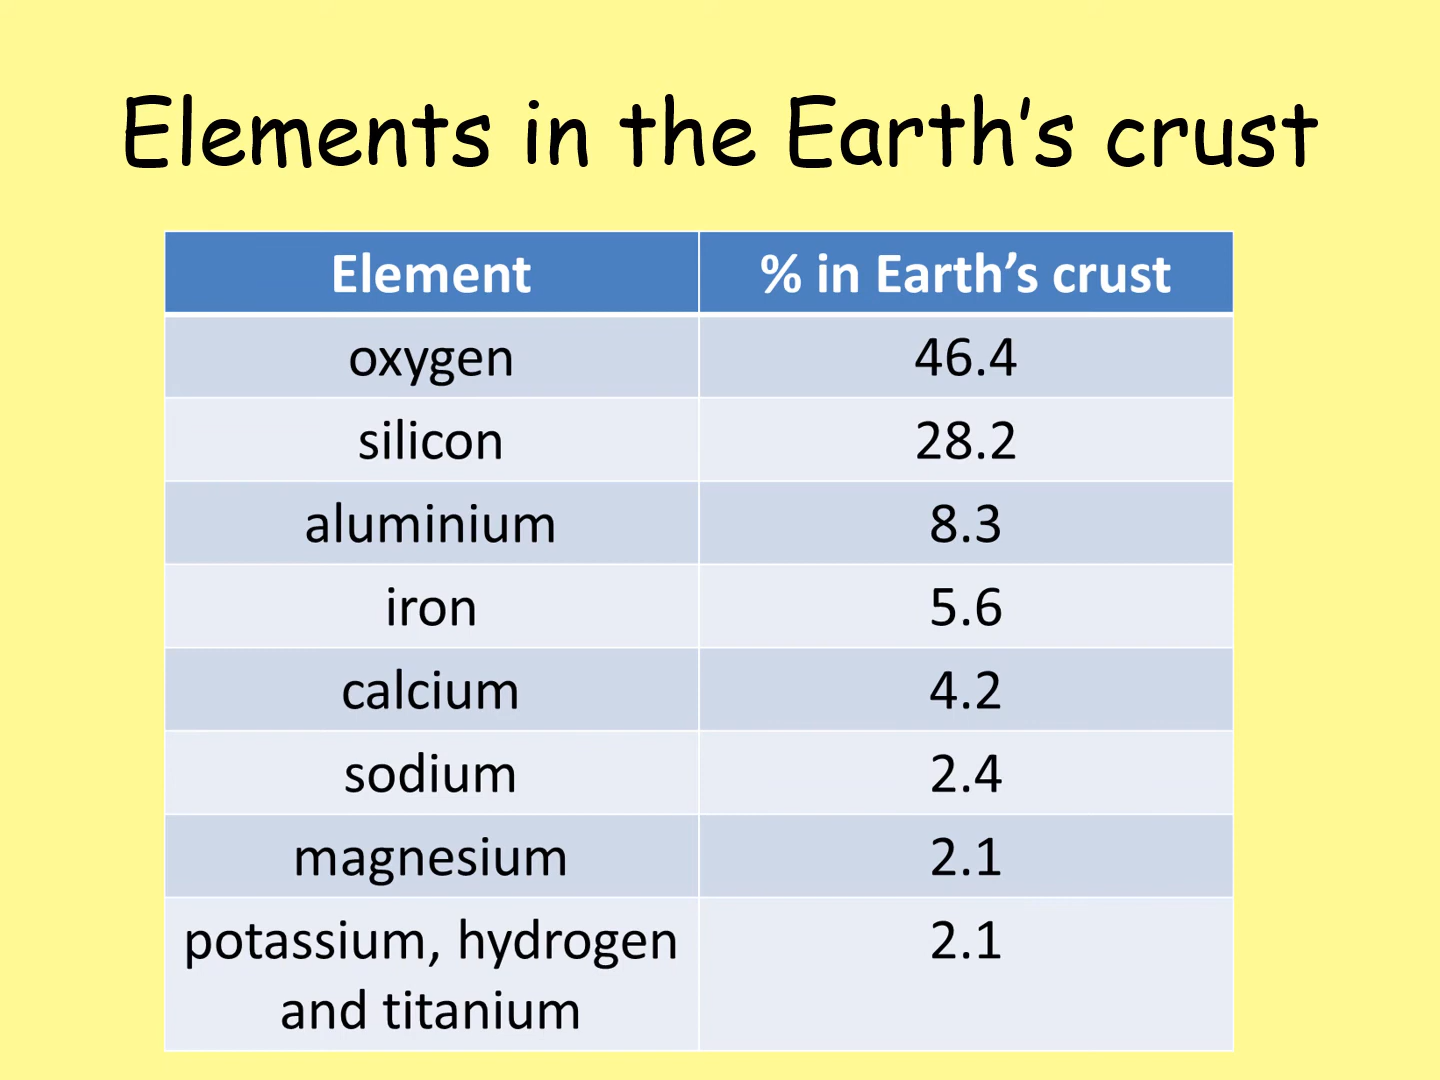 Elements in the Earth’s crust
Element % in Earth’s crust
oxygen 46.4
silicon 28.2
aluminium 8.3
iron 5.6
calcium 4.2
sodium 2.4
magnesium 2.1
potassium, hydrogen 2.1
and titanium